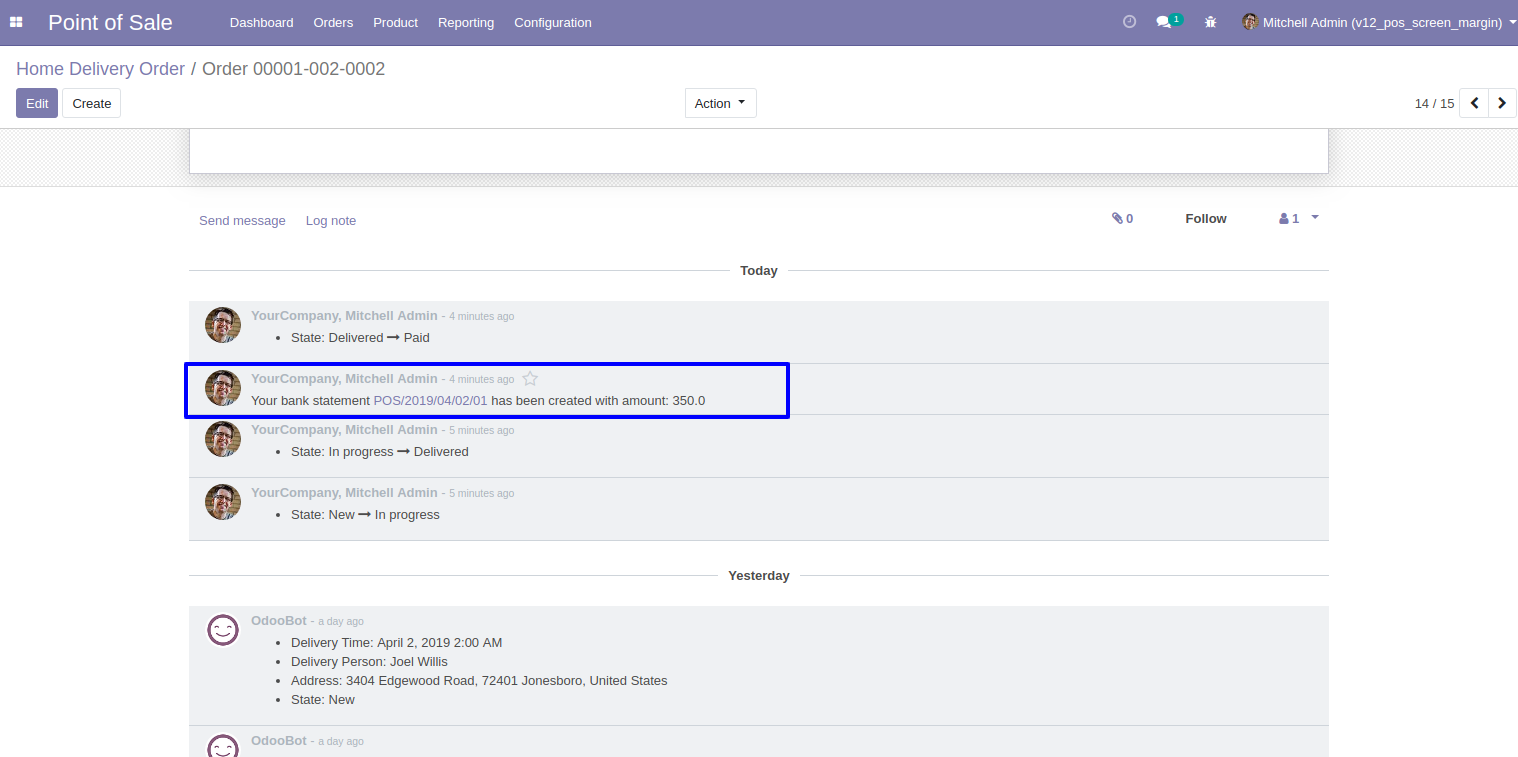 Point of Sale Dashboard Orders Product Reporting Configuration 1 Mitchell Admin (v12_pos_screen_margin)
Home Delivery Order / Order 00001-002-0002
Edit Create Action 14 / 15
Send message Log note 0 Follow 1
Today
YourCompany, Mitchell Admin - 4 minutes ago
• State: Delivered → Paid
YourCompany, Mitchell Admin - 4 minutes ago
Your bank statement POS/2019/04/02/01 has been created with amount: 350.0
YourCompany, Mitchell Admin - 5 minutes ago
• State: In progress → Delivered
YourCompany, Mitchell Admin - 5 minutes ago
• State: New → In progress
Yesterday
OdooBot - a day ago
• Delivery Time: April 2, 2019 2:00 AM
• Delivery Person: Joel Willis
• Address: 3404 Edgewood Road, 72401 Jonesboro, United States
• State: New
OdooBot - a day ago